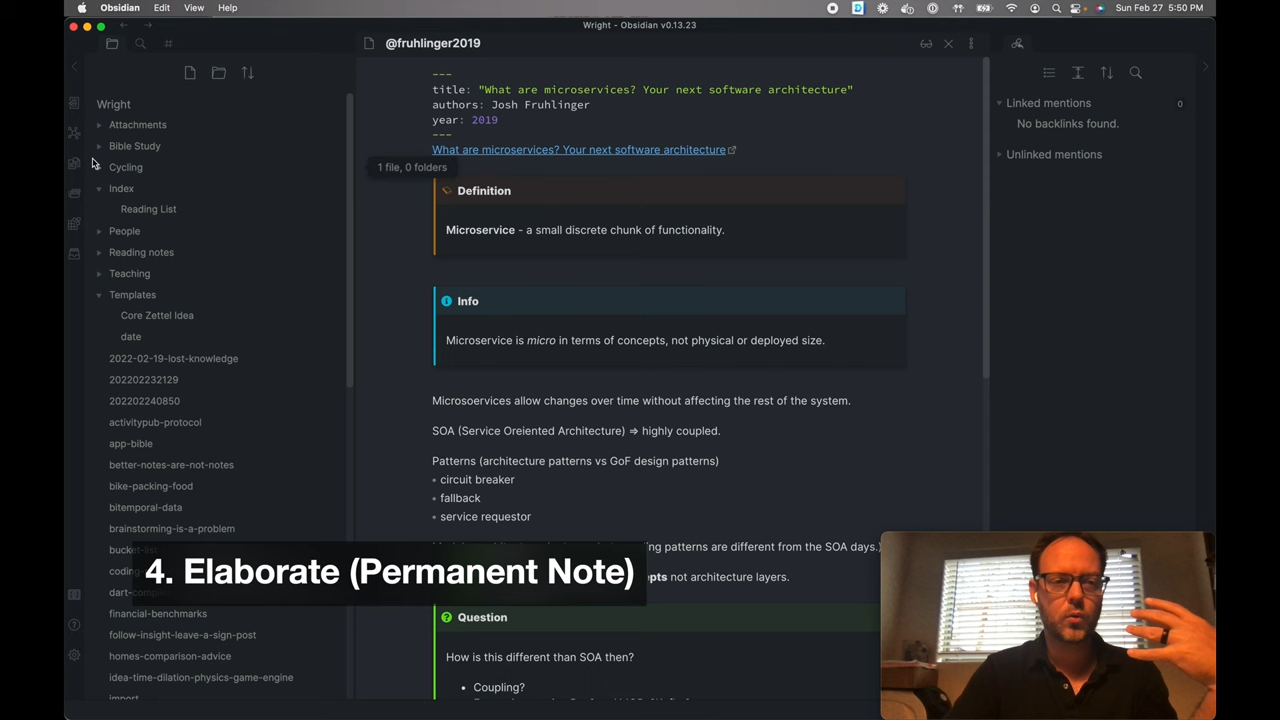 Obsidian Edit View Help
Sun Feb 27 5:50 PM
Wright - Obsidian v0.13.23
@fruhlinger2019
Wright
Attachments
Bible Study
Cycling
Index
Reading List
People
Reading notes
Teaching
Templates
Core Zettel Idea
date
2022-02-19-lost-knowledge
202202232129
202202240850
activitypub-protocol
app-bible
better-notes-are-not-notes
bike-packing-food
bitemporal-data
brainstorming-is-a-problem
financial-benchmarks
follow-insight-leave-a-sign-post
homes-comparison-advice
idea-time-dilation-physics-game-engine
import
1 file, 0 folders
---
title: "What are microservices? Your next software architecture"
authors: Josh Fruhlinger
year: 2019
---
What are microservices? Your next software architecture
Definition
Microservice - a small discrete chunk of functionality.
Info
Microservice is micro in terms of concepts, not physical or deployed size.
Microsoervices allow changes over time without affecting the rest of the system.
SOA (Service Oreiented Architecture) => highly coupled.
Patterns (architecture patterns vs GoF design patterns)
• circuit breaker
• fallback
• service requestor
patterns are different from the SOA days.)
not architecture layers.
Question
How is this different than SOA then?
• Coupling?
4. Elaborate (Permanent Note)
Linked mentions 0
No backlinks found.
Unlinked mentions